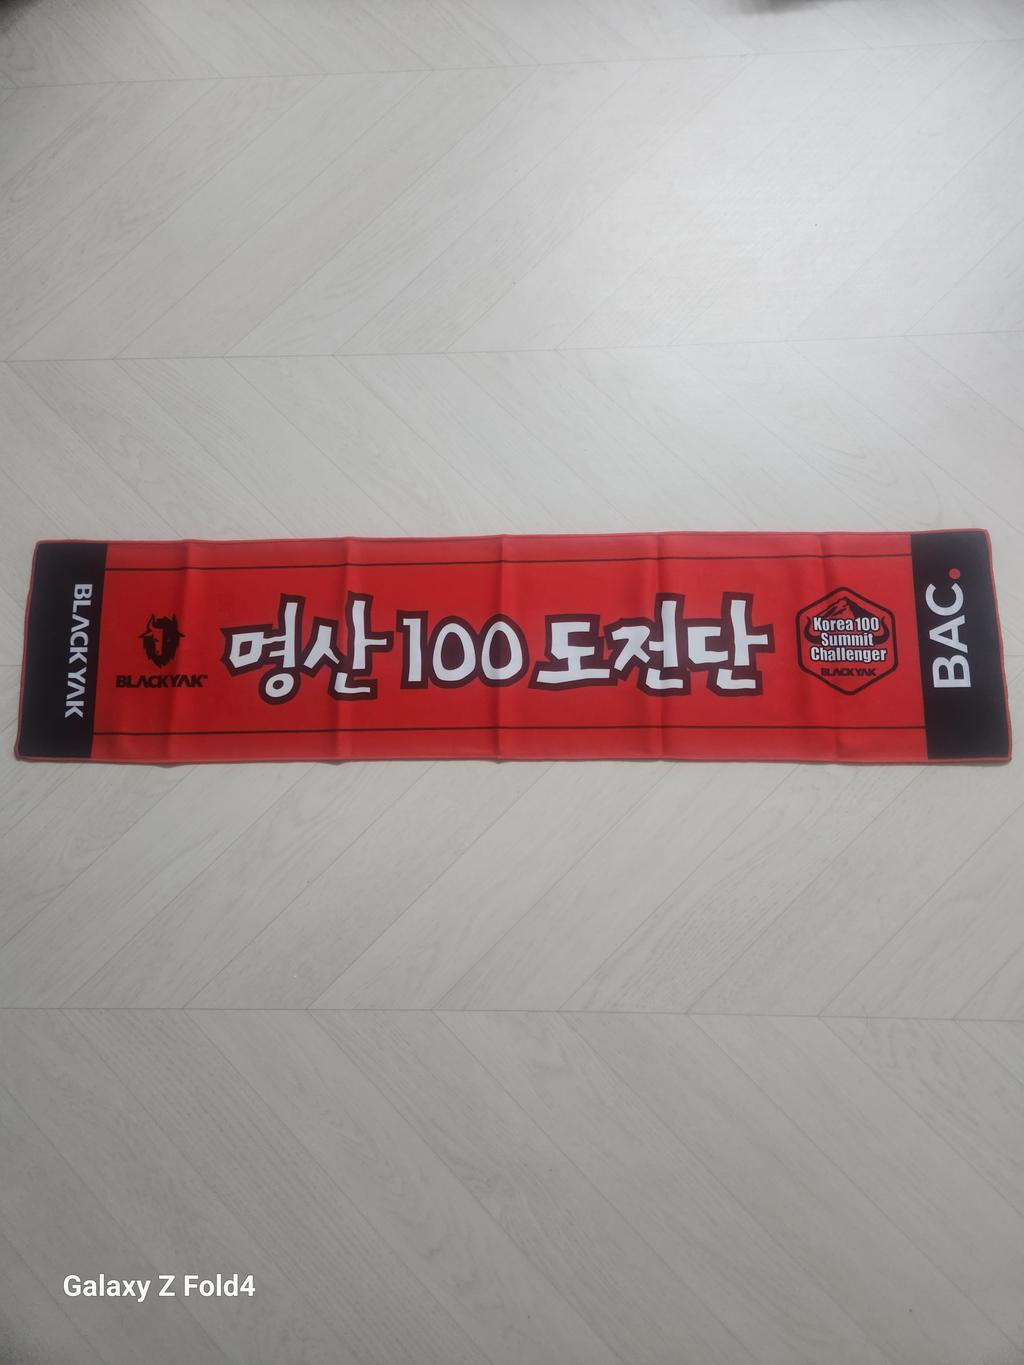 BLACKYAK
BLACKYAK
명산 100 도전단
Korea 100
Summit
Challenger
BLACKYAK
BAC.
Galaxy Z Fold4